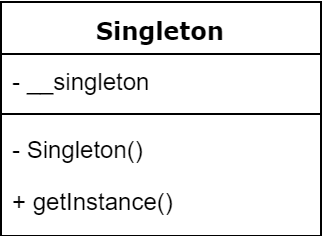 Singleton
- __singleton
- Singleton()
+ getInstance()